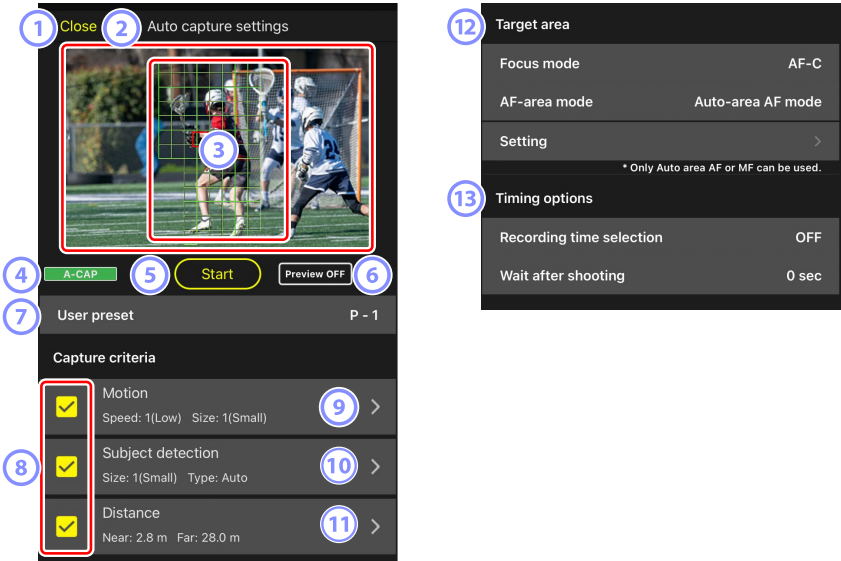 1 Close 2 Auto capture settings
3
4 A-CAP 5 Start Preview OFF 6
7 User preset P - 1
Capture criteria
8
Motion
Speed: 1(Low) Size: 1(Small) 9
Subject detection
Size: 1(Small) Type: Auto 10
Distance
Near: 2.8 m Far: 28.0 m 11
12 Target area
Focus mode AF-C
AF-area mode Auto-area AF mode
Setting
* Only Auto area AF or MF can be used.
13 Timing options
Recording time selection OFF
Wait after shooting 0 sec